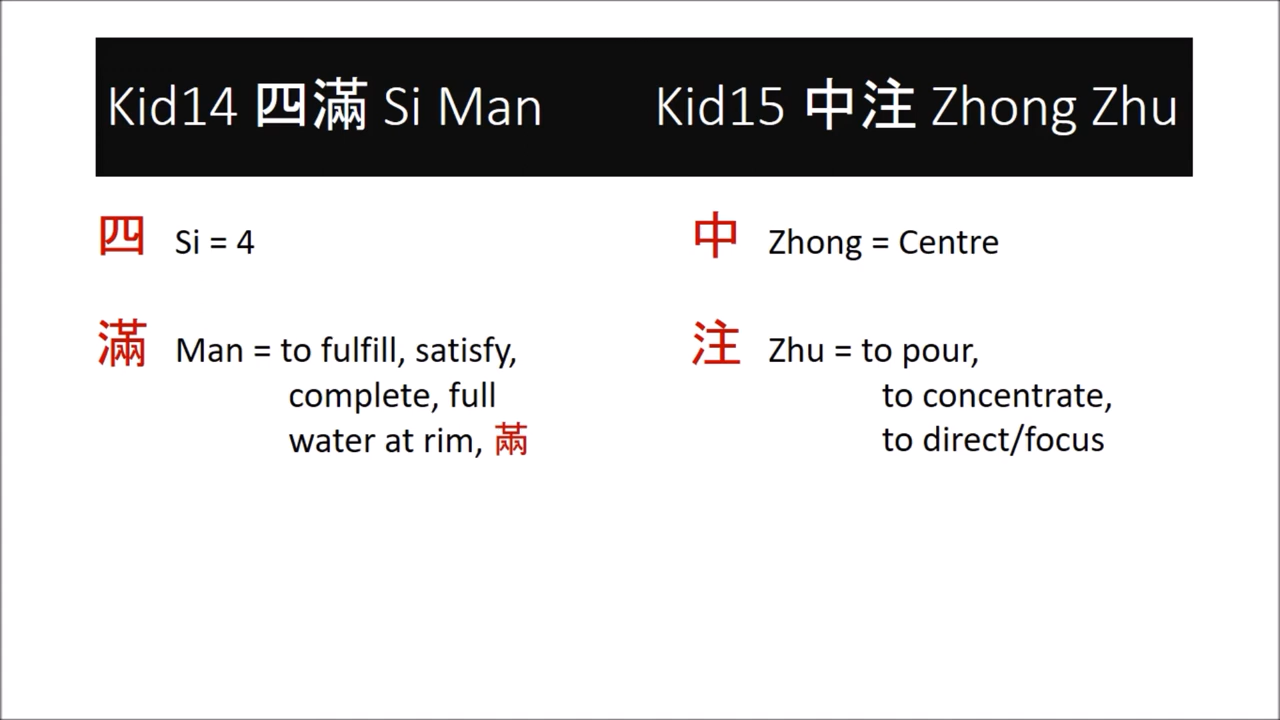 Kid14 四滿 Si Man
Kid15 中注 Zhong Zhu
四 Si = 4
滿 Man = to fulfill, satisfy,
complete, full
water at rim, 㒼
中 Zhong = Centre
注 Zhu = to pour,
to concentrate,
to direct/focus